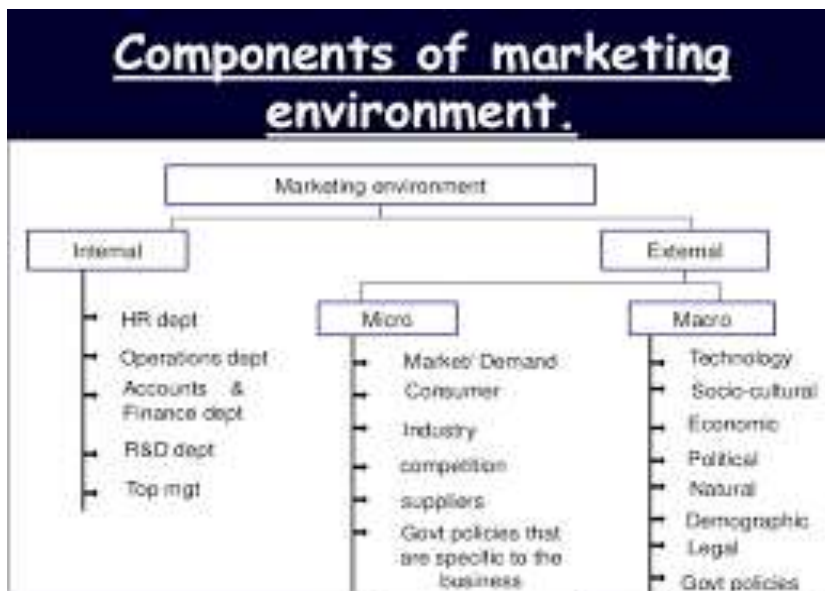 Components of marketing
environment.
Marketing environment
Internal
External
HR dept
Operations dept
Accounts &
Finance dept
R&D dept
Top mgt
Micro
Market/ Demand
Consumer
Industry
competition
suppliers
Govt policies that
are specific to the
business
Macro
Technology
Socio-cultural
Economic
Political
Natural
Demographic
Legal
Govt policies